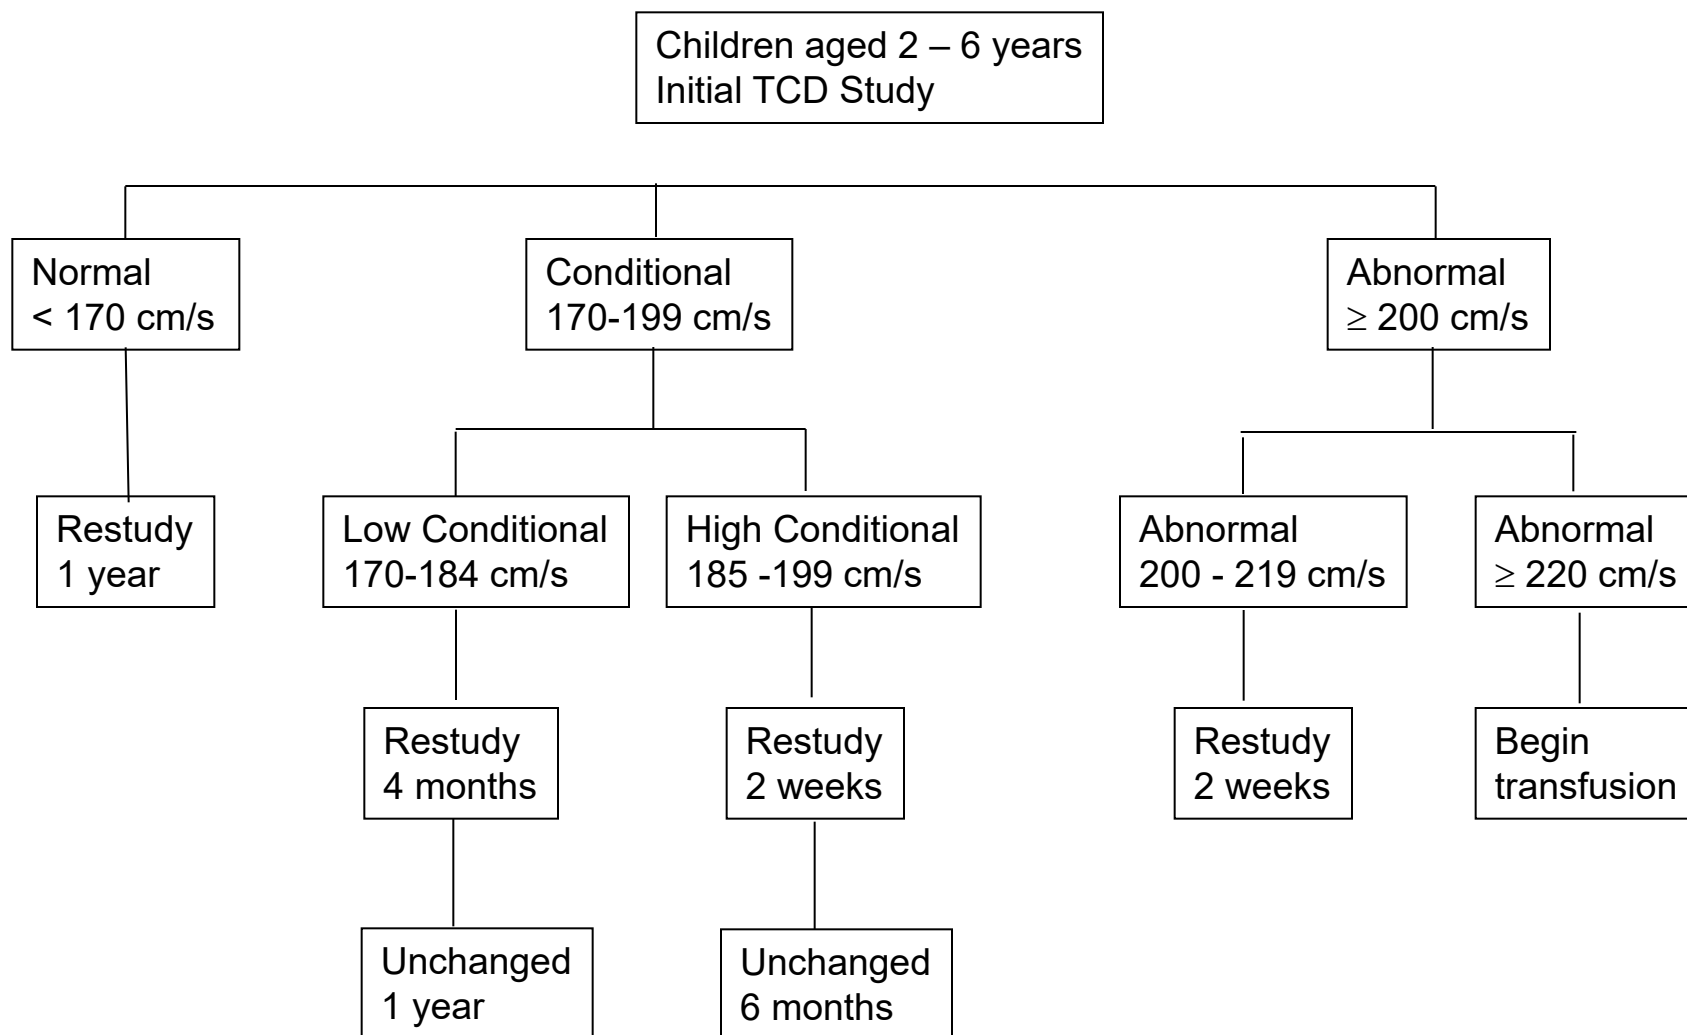 Children aged 2 – 6 years
Initial TCD Study
Normal
< 170 cm/s
Conditional
170-199 cm/s
Abnormal
≥ 200 cm/s
Restudy
1 year
Low Conditional
170-184 cm/s
High Conditional
185 -199 cm/s
Abnormal
200 - 219 cm/s
Abnormal
≥ 220 cm/s
Restudy
4 months
Restudy
2 weeks
Restudy
2 weeks
Begin
transfusion
Unchanged
1 year
Unchanged
6 months